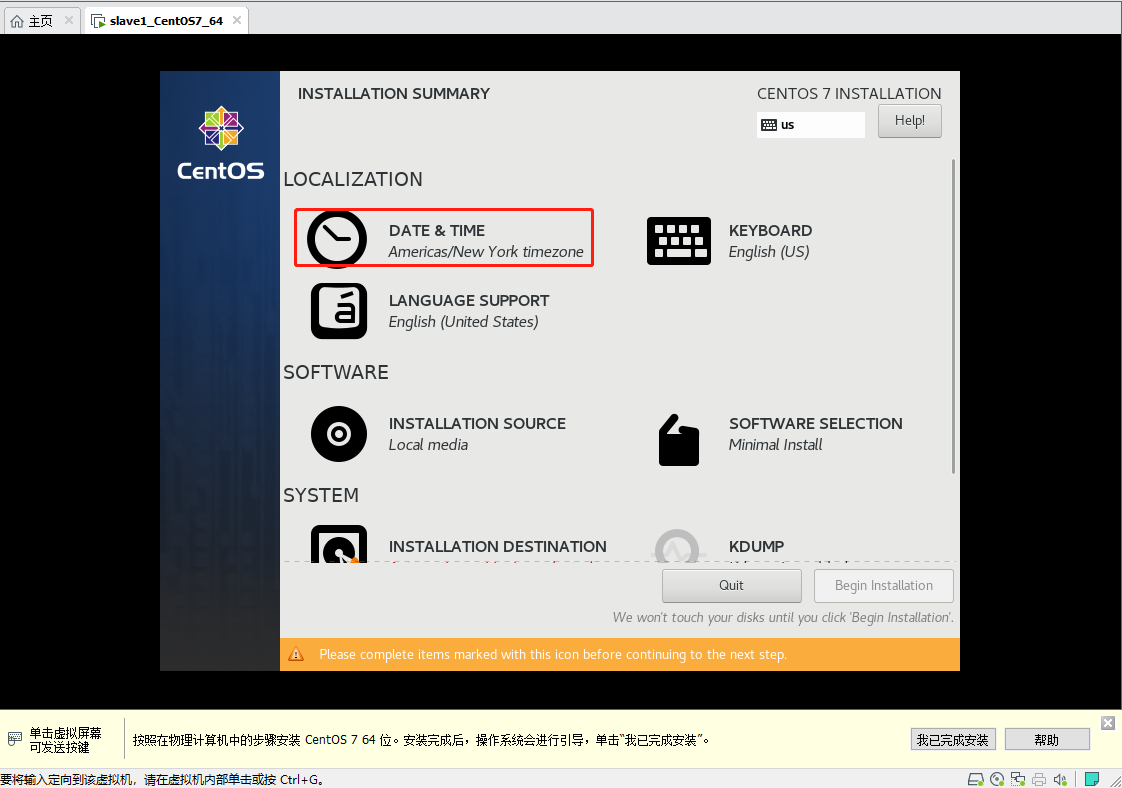 主页
slave1_CentOS7_64
INSTALLATION SUMMARY
CENTOS 7 INSTALLATION
us
Help!
CentOS
LOCALIZATION
DATE & TIME
Americas/New York timezone
KEYBOARD
English (US)
LANGUAGE SUPPORT
English (United States)
SOFTWARE
INSTALLATION SOURCE
Local media
SOFTWARE SELECTION
Minimal Install
SYSTEM
INSTALLATION DESTINATION
KDUMP
Quit
Begin Installation
We won't touch your disks until you click 'Begin Installation'.
Please complete items marked with this icon before continuing to the next step.
单击虚拟屏幕
可发送按键
按照在物理计算机中的步骤安装 CentOS 7 64 位。安装完成后，操作系统会进行引导，单击“我已完成安装”。
我已完成安装
帮助
要将输入定向到该虚拟机，请在虚拟机内部单击或按 Ctrl+G。